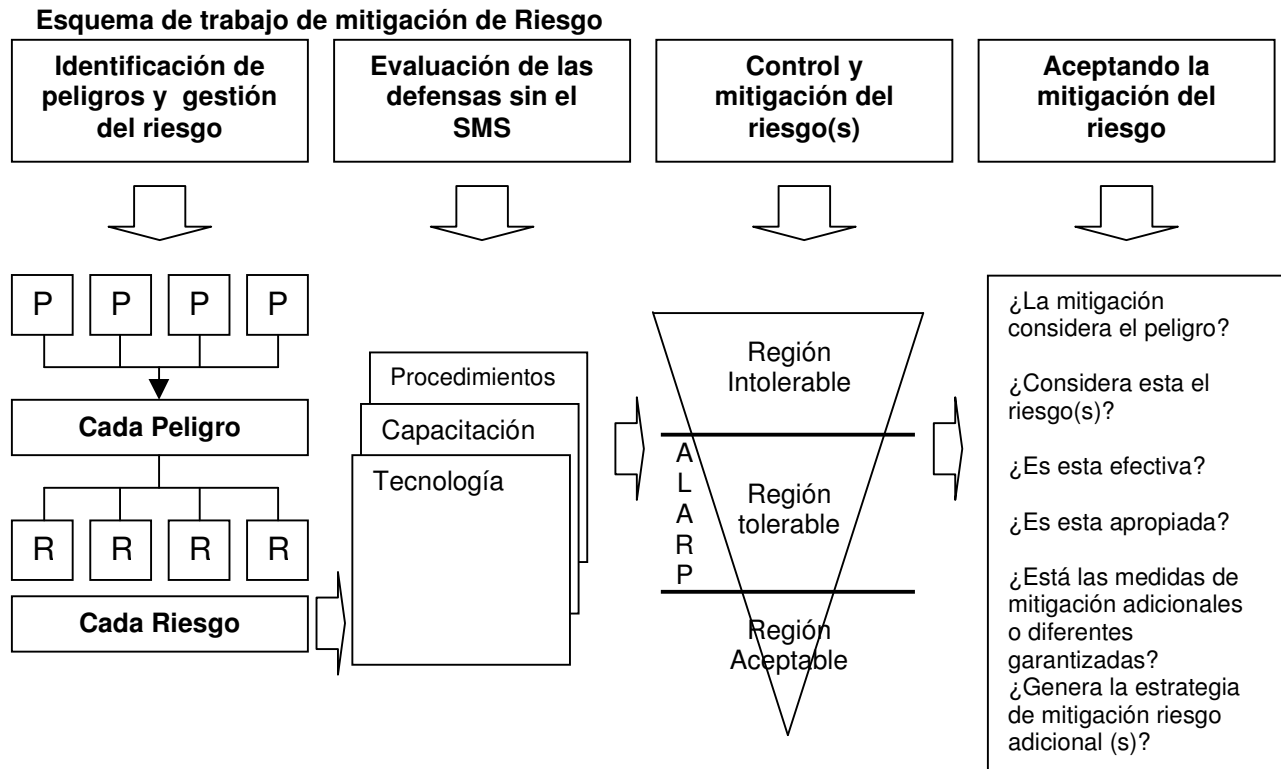 Esquema de trabajo de mitigación de Riesgo
Identificación de
peligros y gestión
del riesgo
Evaluación de las
defensas sin el
SMS
Control y
mitigación del
riesgo(s)
Aceptando la
mitigación del
riesgo
P P P P
Cada Peligro
R R R R
Cada Riesgo
Procedimientos
Capacitación
Tecnología
Región
Intolerable
A
L
A
R
P
Región
tolerable
Región
Aceptable
¿La mitigación
considera el peligro?
¿Considera esta el
riesgo(s)?
¿Es esta efectiva?
¿Es esta apropiada?
¿Está las medidas de
mitigación adicionales
o diferentes
garantizadas?
¿Genera la estrategia
de mitigación riesgo
adicional (s)?